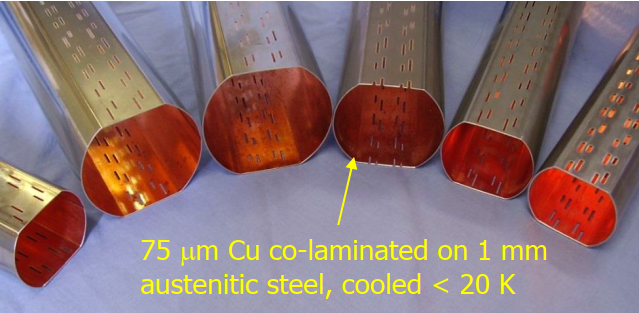 75 μm Cu co-laminated on 1 mm
austenitic steel, cooled < 20 K